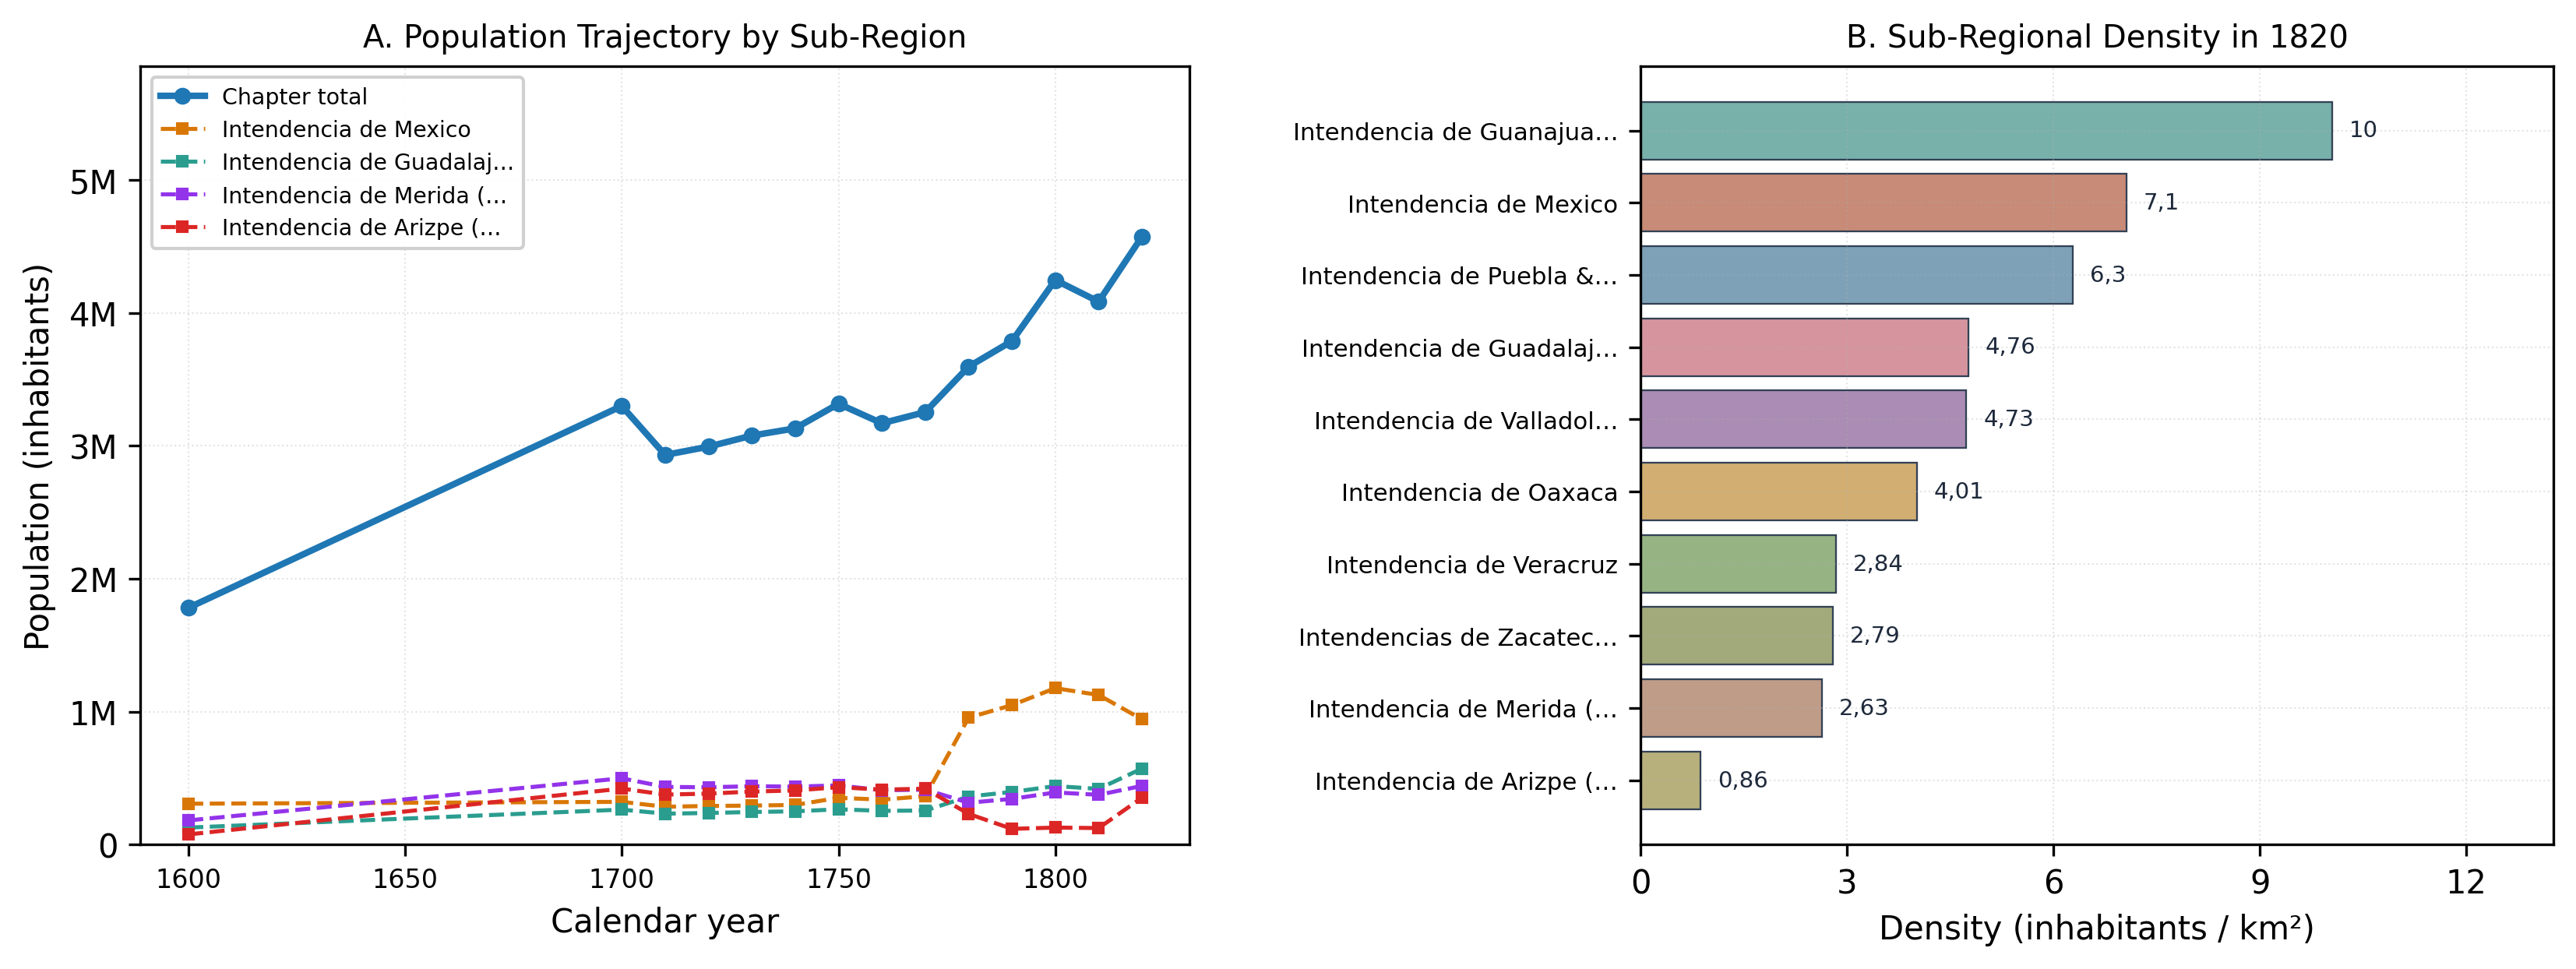 A. Population Trajectory by Sub-Region
Chapter total
Intendencia de Mexico
Intendencia de Guadalaj…
Intendencia de Merida (…
Intendencia de Arizpe (…
Population (inhabitants)
5M
4M
3M
2M
1M
0
1600
1650
1700
1750
1800
Calendar year
B. Sub-Regional Density in 1820
Intendencia de Guanajua…
10
Intendencia de Mexico
7,1
Intendencia de Puebla &…
6,3
Intendencia de Guadalaj…
4,76
Intendencia de Valladol…
4,73
Intendencia de Oaxaca
4,01
Intendencia de Veracruz
2,84
Intendencias de Zacatec…
2,79
Intendencia de Merida (…
2,63
Intendencia de Arizpe (…
0,86
0
3
6
9
12
Density (inhabitants / km²)